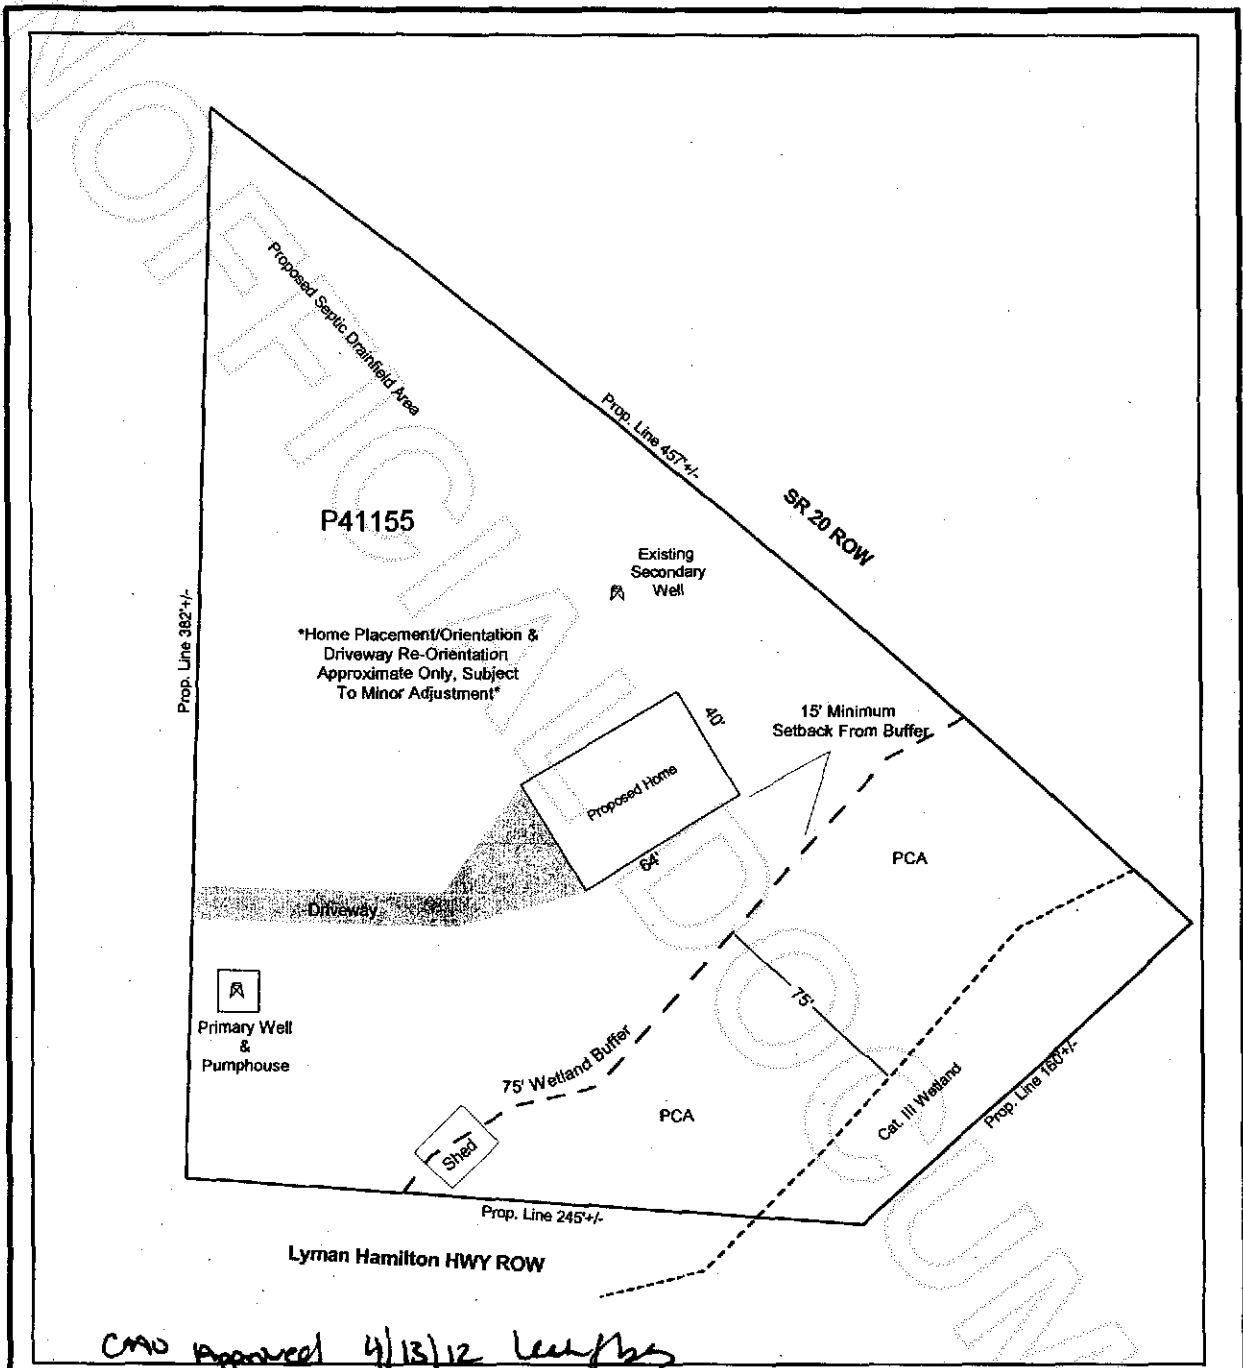 UNOFFICIAL DOCUM
Proposed Septic Drainfield Area
Prop. Line 457'+/-
SR 20 ROW
P41155
Existing
Secondary
Well
Prop. Line 382'+/-
*Home Placement/Orientation &
Driveway Re-Orientation
Approximate Only, Subject
To Minor Adjustment*
40'
15' Minimum
Setback From Buffer
Proposed Home
64'
PCA
Driveway
75'
Primary Well
&
Pumphouse
75' Wetland Buffer
PCA
Cat. III Wetland
Prop. Line 160'+/-
Shed
Prop. Line 245'+/-
Lyman Hamilton HWY ROW
Approved 4/13/12